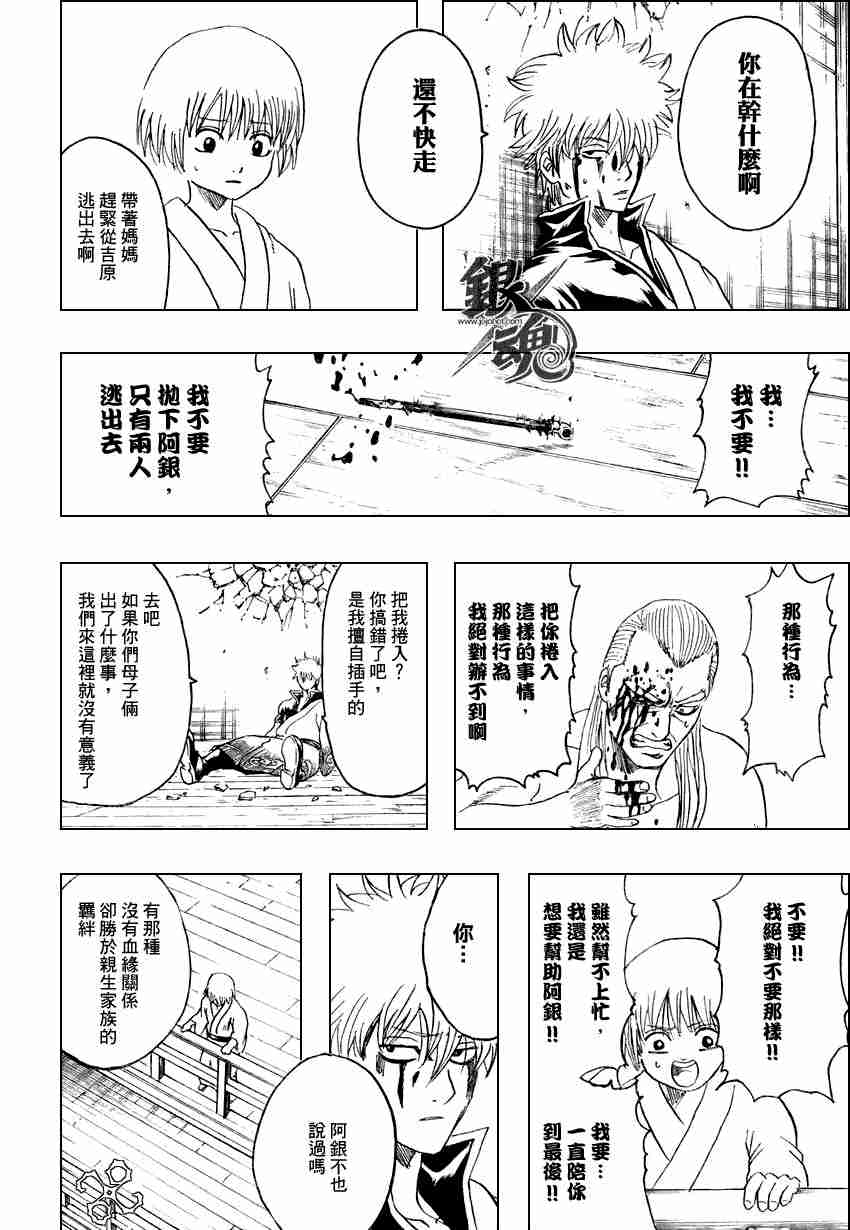 你在幹什麼啊
還不快走
帶著媽媽
趕緊從吉原
逃出去啊
銀魂
www.jojohot.com
我…
我不要!!
我不要
拋下阿銀，
只有兩人
逃出去
那種行為…
把你捲入
這樣的事情，
那種行為
我絕對辦不到啊
把我捲入？
你搞錯了吧，
是我擅自插手的
去吧
如果你們母子倆
出了什麼事，
我們來這裡就沒有意義了
不要!!
我絕對不要那樣!!
雖然幫不上忙，
我還是
想要幫助阿銀!!
我要…
一直陪你
到最後!!
你…
阿銀不也
說過嗎
有那種
沒有血緣關係
卻勝於親生家族的
羈絆